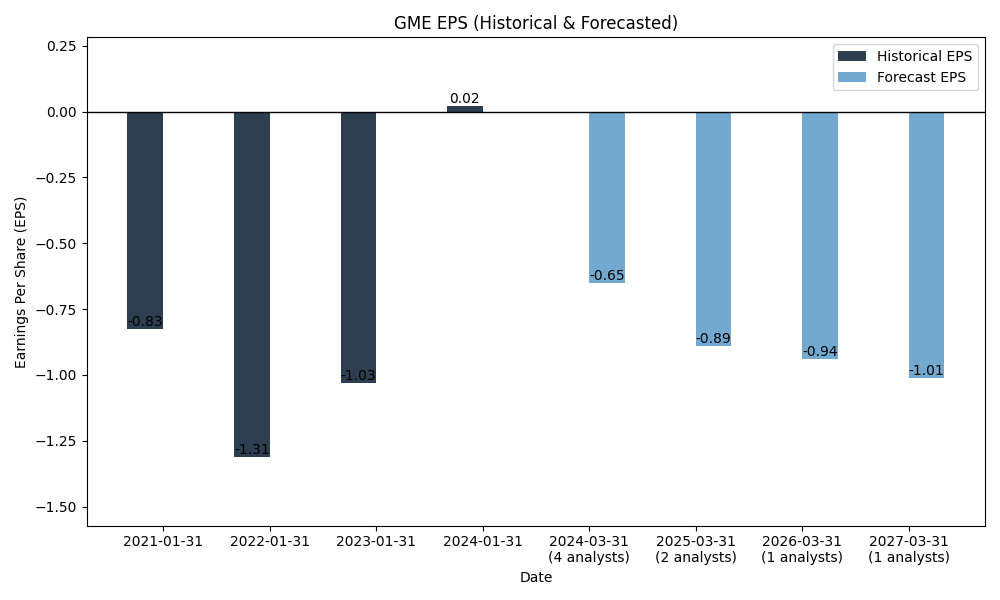 GME EPS (Historical & Forecasted)
Historical EPS
Forecast EPS
Earnings Per Share (EPS)
0.25
0.00
−0.25
−0.50
−0.75
−1.00
−1.25
−1.50
-0.83
-1.31
-1.03
0.02
-0.65
-0.89
-0.94
-1.01
2021-01-31
2022-01-31
2023-01-31
2024-01-31
2024-03-31
(4 analysts)
2025-03-31
(2 analysts)
2026-03-31
(1 analysts)
2027-03-31
(1 analysts)
Date